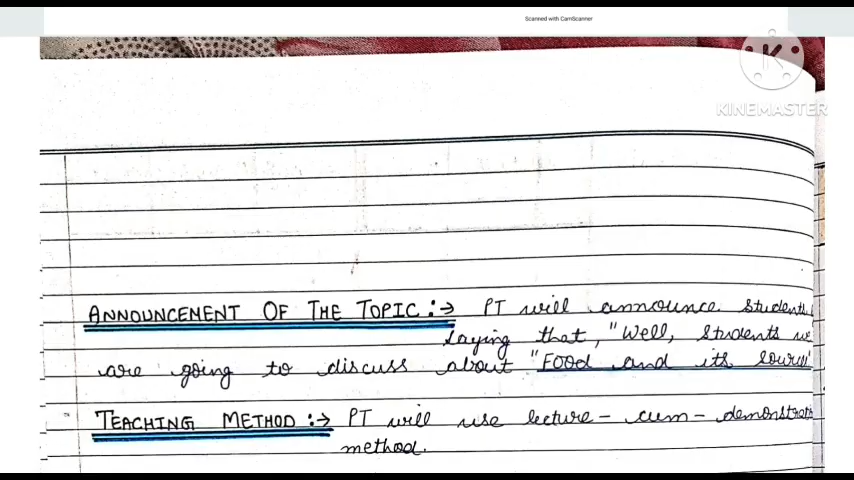 Scanned with CamScanner
KINEMASTER
ANNOUNCEMENT OF THE TOPIC :→ PT will announce students
saying that, "Well, students we
are going to discuss about "Food and its sources"
TEACHING METHOD :→ PT will use lecture - cum - demonstrati
method.